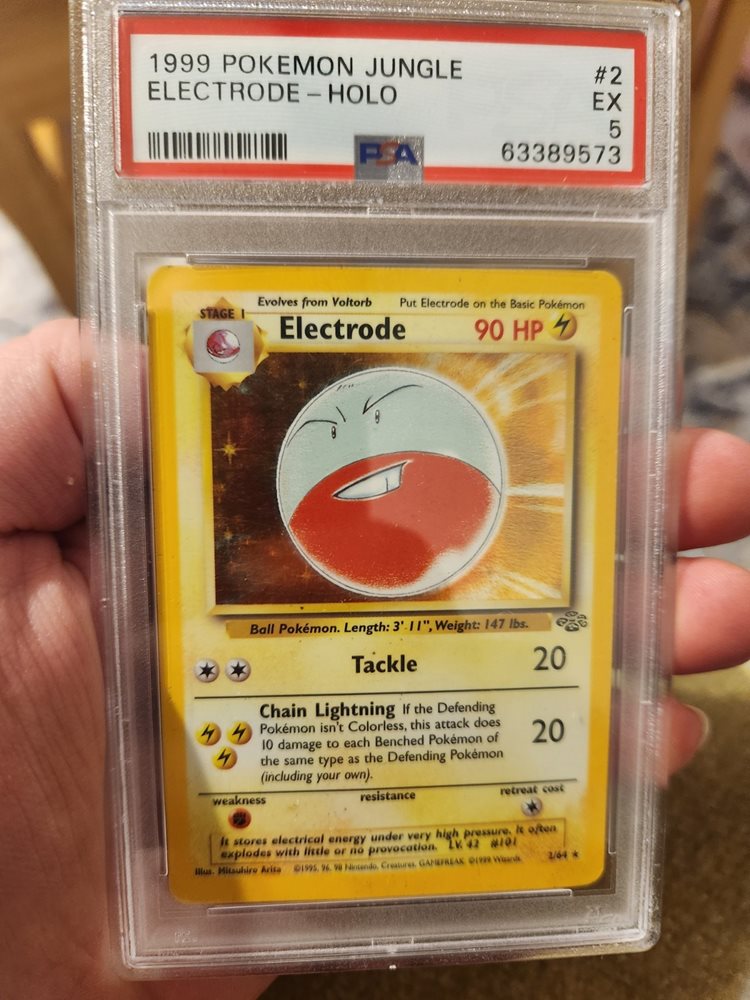 1999 POKEMON JUNGLE #2
ELECTRODE – HOLO EX
5
PSA 63389573
Evolves from Voltorb Put Electrode on the Basic Pokémon
STAGE 1
Electrode 90 HP
Ball Pokémon. Length: 3' 11", Weight: 147 lbs.
Tackle 20
Chain Lightning If the Defending
Pokémon isn't Colorless, this attack does
10 damage to each Benched Pokémon of
the same type as the Defending Pokémon
(including your own).
20
weakness resistance retreat cost
It stores electrical energy under very high pressure. It often
explodes with little or no provocation. LV. 42 #101
Illus. Mitsuhiro Arita ©1995, 96, 98 Nintendo, Creatures, GAMEFREAK. ©1999 Wizards. 2/64 ★